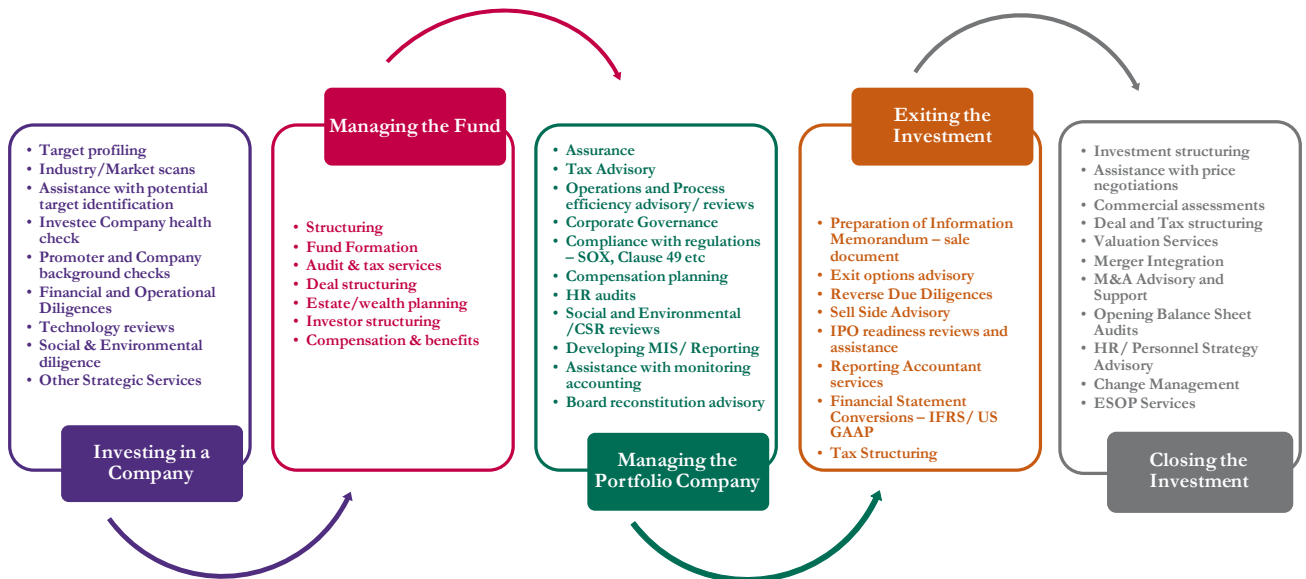 • Target profiling
• Industry/Market scans
• Assistance with potential
target identification
• Investee Company health
check
• Promoter and Company
background checks
• Financial and Operational
Diligences
• Technology reviews
• Social & Environmental
diligence
• Other Strategic Services
Investing in a
Company
Managing the Fund
• Structuring
• Fund Formation
• Audit & tax services
• Deal structuring
• Estate/wealth planning
• Investor structuring
• Compensation & benefits
• Assurance
• Tax Advisory
• Operations and Process
efficiency advisory/ reviews
• Corporate Governance
• Compliance with regulations
– SOX, Clause 49 etc
• Compensation planning
• HR audits
• Social and Environmental
/CSR reviews
• Developing MIS/ Reporting
• Assistance with monitoring
accounting
• Board reconstitution advisory
Managing the
Portfolio Company
Exiting the
Investment
• Preparation of Information
Memorandum – sale
document
• Exit options advisory
• Reverse Due Diligences
• Sell Side Advisory
• IPO readiness reviews and
assistance
• Reporting Accountant
services
• Financial Statement
Conversions – IFRS/ US
GAAP
• Tax Structuring
• Investment structuring
• Assistance with price
negotiations
• Commercial assessments
• Deal and Tax structuring
• Valuation Services
• Merger Integration
• M&A Advisory and
Support
• Opening Balance Sheet
Audits
• HR/ Personnel Strategy
Advisory
• Change Management
• ESOP Services
Closing the
Investment